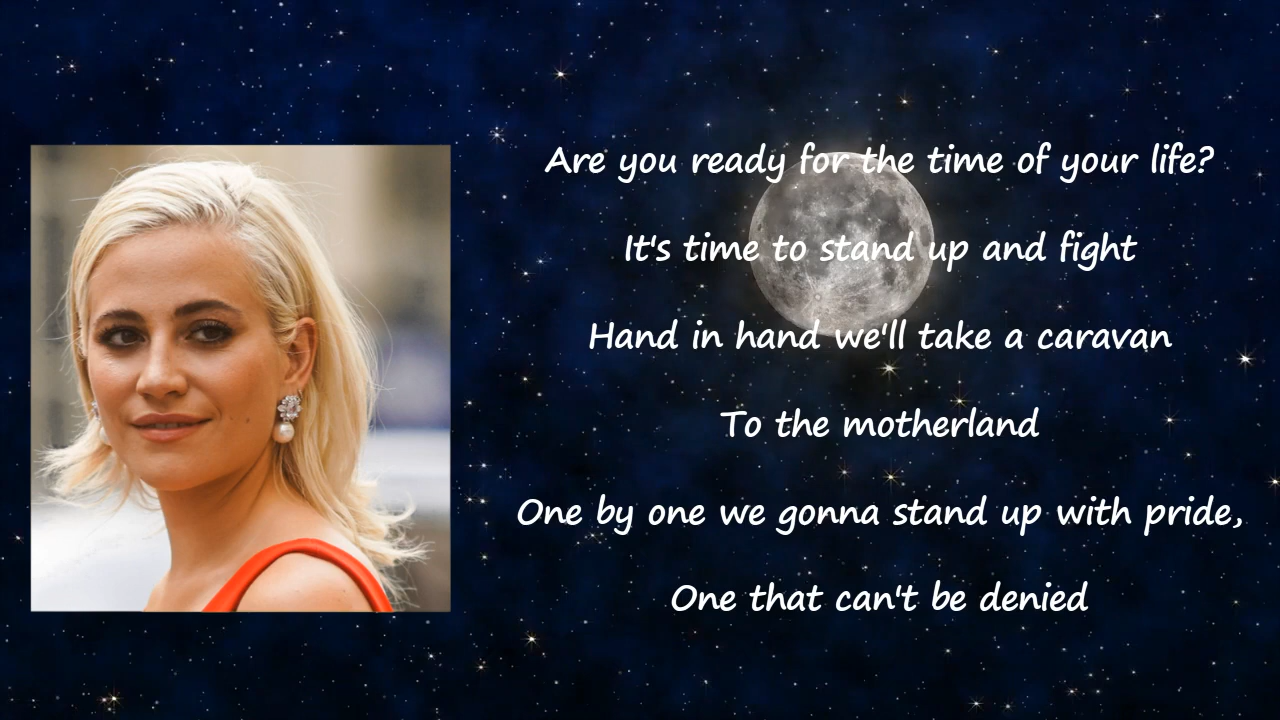 Are you ready for the time of your life?
It's time to stand up and fight
Hand in hand we'll take a caravan
To the motherland
One by one we gonna stand up with pride,
One that can't be denied